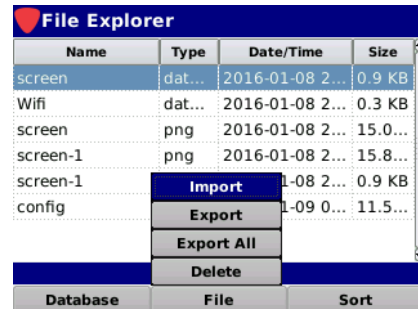 File Explorer
Name Type Date/Time Size
screen dat... 2016-01-08 2... 0.9 KB
Wifi dat... 2016-01-08 2... 0.3 KB
screen png 2016-01-08 2... 15.0...
screen-1 png 2016-01-08 2... 15.8...
screen-1 1-08 2... 0.9 KB
config 1-09 0... 11.5...
Import
Export
Export All
Delete
Database File Sort